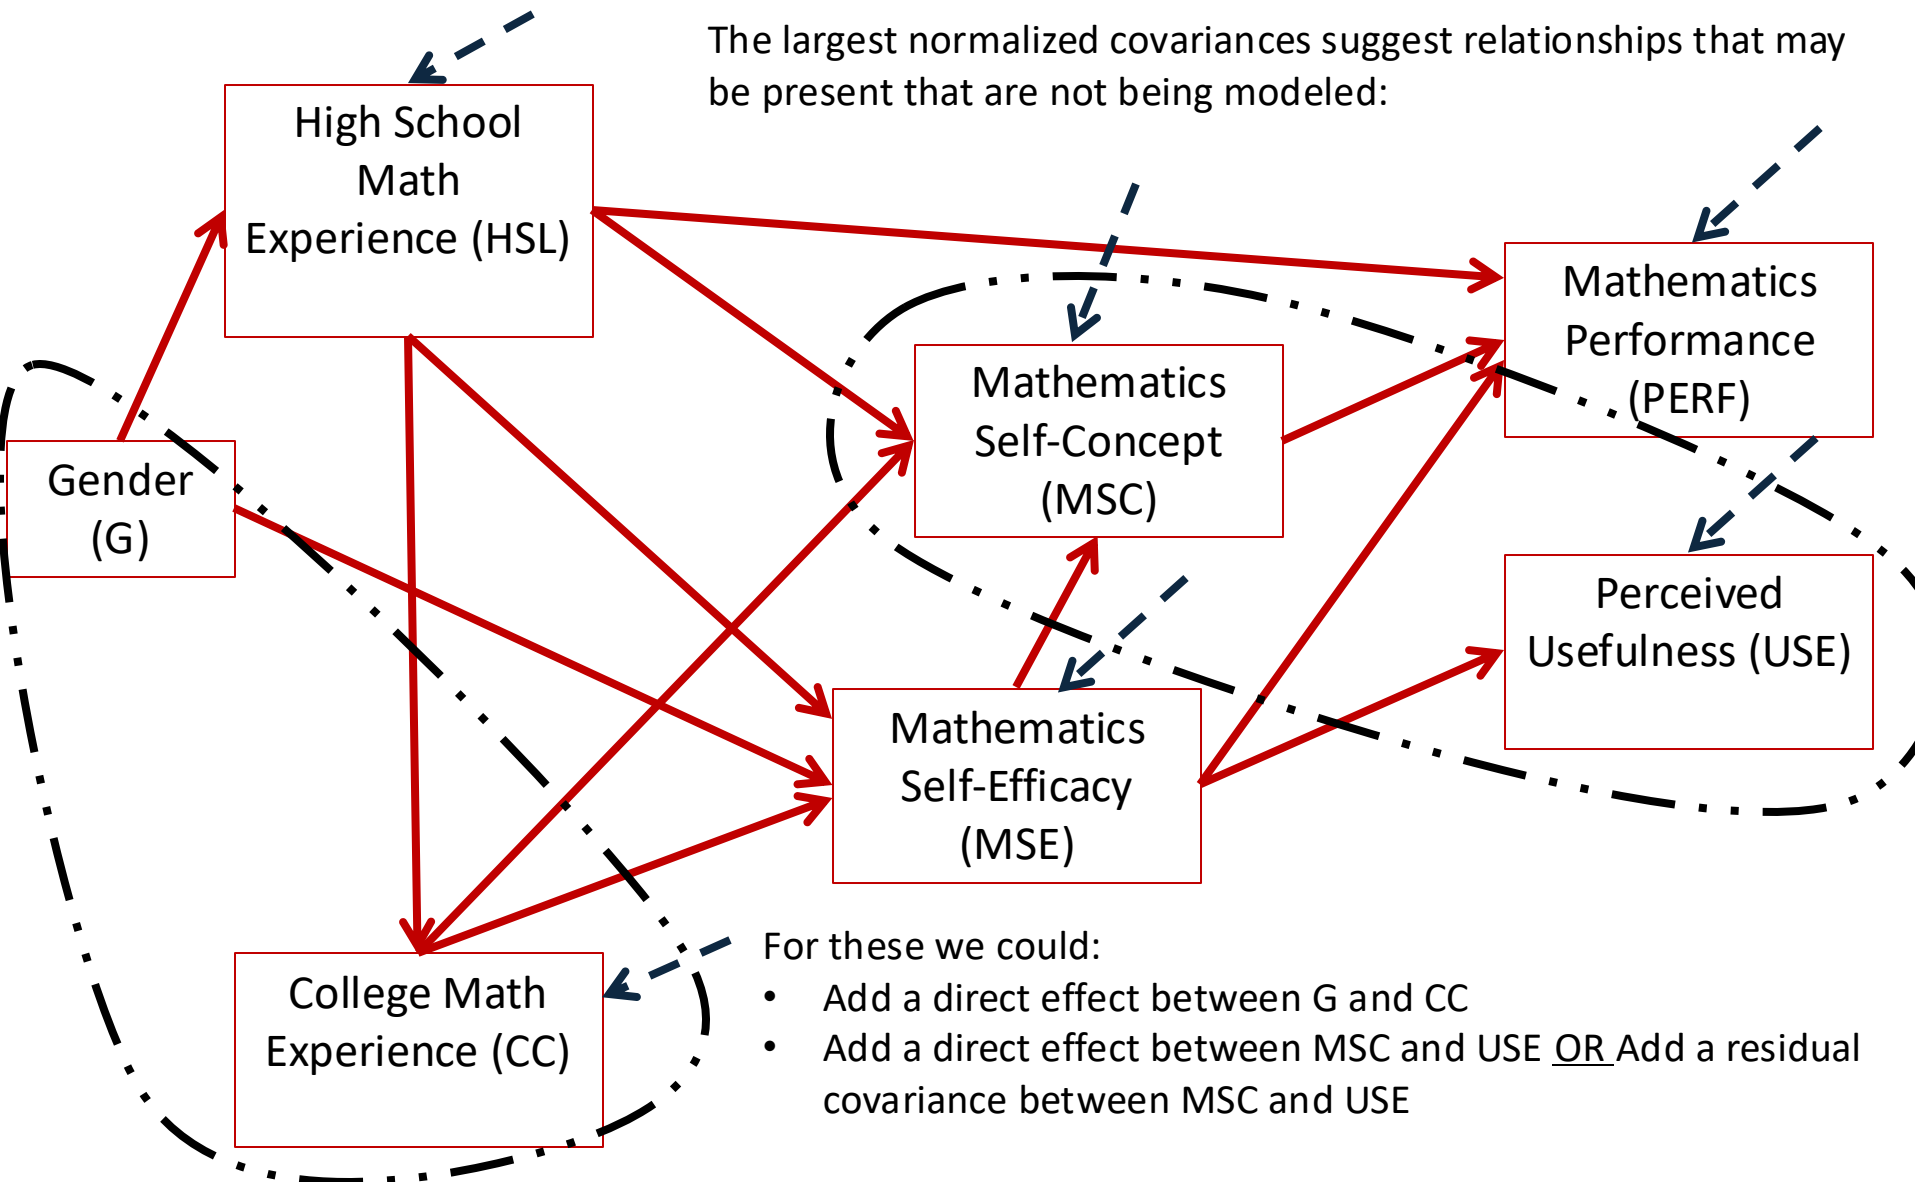 The largest normalized covariances suggest relationships that may
be present that are not being modeled:
High School
Math
Experience (HSL)
Mathematics
Performance
(PERF)
Mathematics
Self-Concept
(MSC)
Gender
(G)
Perceived
Usefulness (USE)
Mathematics
Self-Efficacy
(MSE)
College Math
Experience (CC)
For these we could:
• Add a direct effect between G and CC
• Add a direct effect between MSC and USE OR Add a residual
covariance between MSC and USE